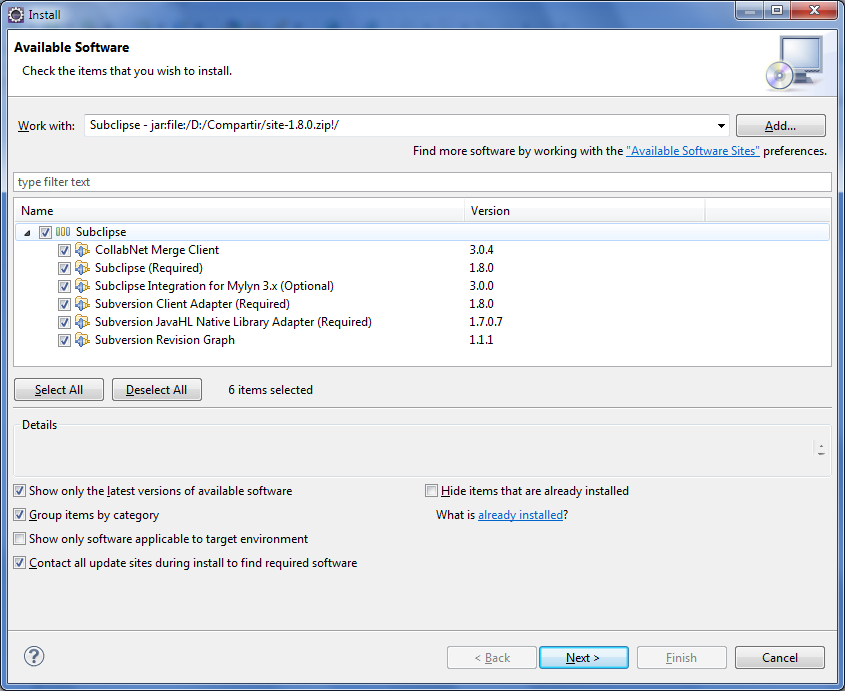 Install
Available Software
Check the items that you wish to install.
Work with: Subclipse - jar:file:/D:/Compartir/site-1.8.0.zip!/ Add...
Find more software by working with the "Available Software Sites" preferences.
type filter text
Name Version
Subclipse
CollabNet Merge Client 3.0.4
Subclipse (Required) 1.8.0
Subclipse Integration for Mylyn 3.x (Optional) 3.0.0
Subversion Client Adapter (Required) 1.8.0
Subversion JavaHL Native Library Adapter (Required) 1.7.0.7
Subversion Revision Graph 1.1.1
Select All Deselect All 6 items selected
Details
Show only the latest versions of available software Hide items that are already installed
Group items by category What is already installed?
Show only software applicable to target environment
Contact all update sites during install to find required software
? < Back Next > Finish Cancel